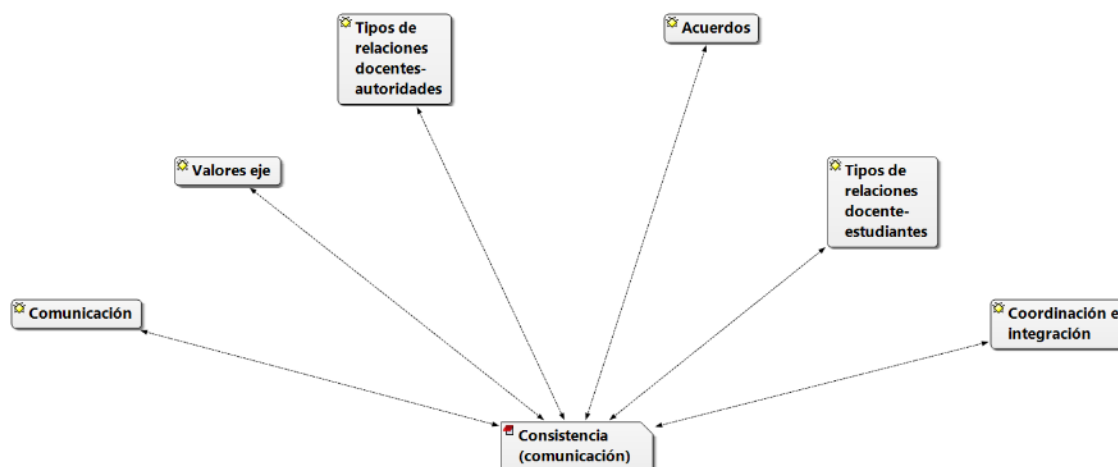 Tipos de
relaciones
docentes-
autoridades
Acuerdos
Valores eje
Tipos de
relaciones
docente-
estudiantes
Comunicación
Coordinación e
integración
Consistencia
(comunicación)